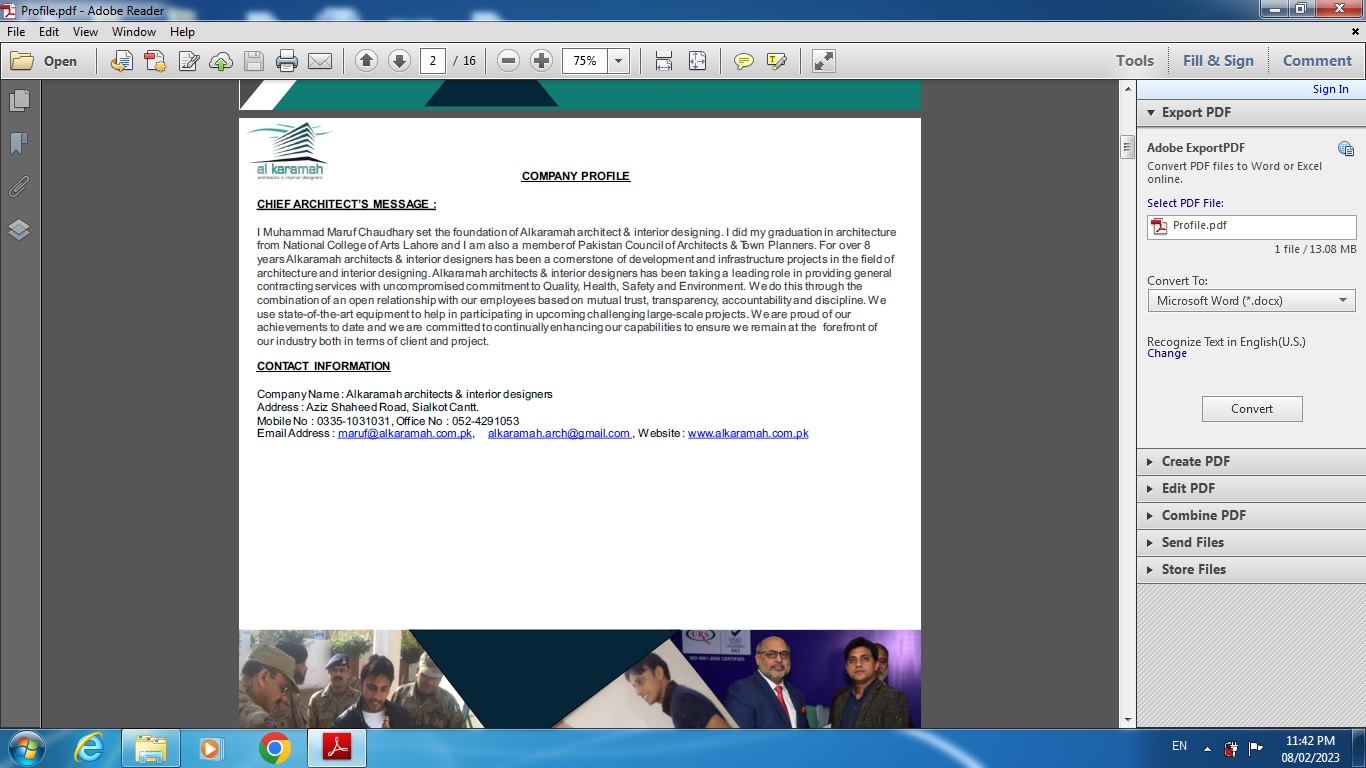 Profile.pdf - Adobe Reader
File Edit View Window Help
Open 2 / 16 75% Tools Fill & Sign Comment
Sign In
Export PDF
Adobe ExportPDF
Convert PDF files to Word or Excel
online.
Select PDF File:
Profile.pdf
1 file / 13.08 MB
Convert To:
Microsoft Word (*.docx)
Recognize Text in English(U.S.)
Change
Convert
Create PDF
Edit PDF
Combine PDF
Send Files
Store Files
al karamah
architects & interior designers
COMPANY PROFILE
CHIEF ARCHITECT'S MESSAGE :
I Muhammad Maruf Chaudhary set the foundation of Alkaramah architect & interior designing. I did my graduation in architecture
from National College of Arts Lahore and I am also a member of Pakistan Council of Architects & Town Planners. For over 8
years Alkaramah architects & interior designers has been a cornerstone of development and infrastructure projects in the field of
architecture and interior designing. Alkaramah architects & interior designers has been taking a leading role in providing general
contracting services with uncompromised commitment to Quality, Health, Safety and Environment. We do this through the
combination of an open relationship with our employees based on mutual trust, transparency, accountability and discipline. We
use state-of-the-art equipment to help in participating in upcoming challenging large-scale projects. We are proud of our
achievements to date and we are committed to continually enhancing our capabilities to ensure we remain at the forefront of
our industry both in terms of client and project.
CONTACT INFORMATION
Company Name : Alkaramah architects & interior designers
Address : Aziz Shaheed Road, Sialkot Cantt.
Mobile No : 0335-1031031, Office No : 052-4291053
Email Address : maruf@alkaramah.com.pk, alkaramah.arch@gmail.com , Website : www.alkaramah.com.pk
URS
EN
11:42 PM
08/02/2023